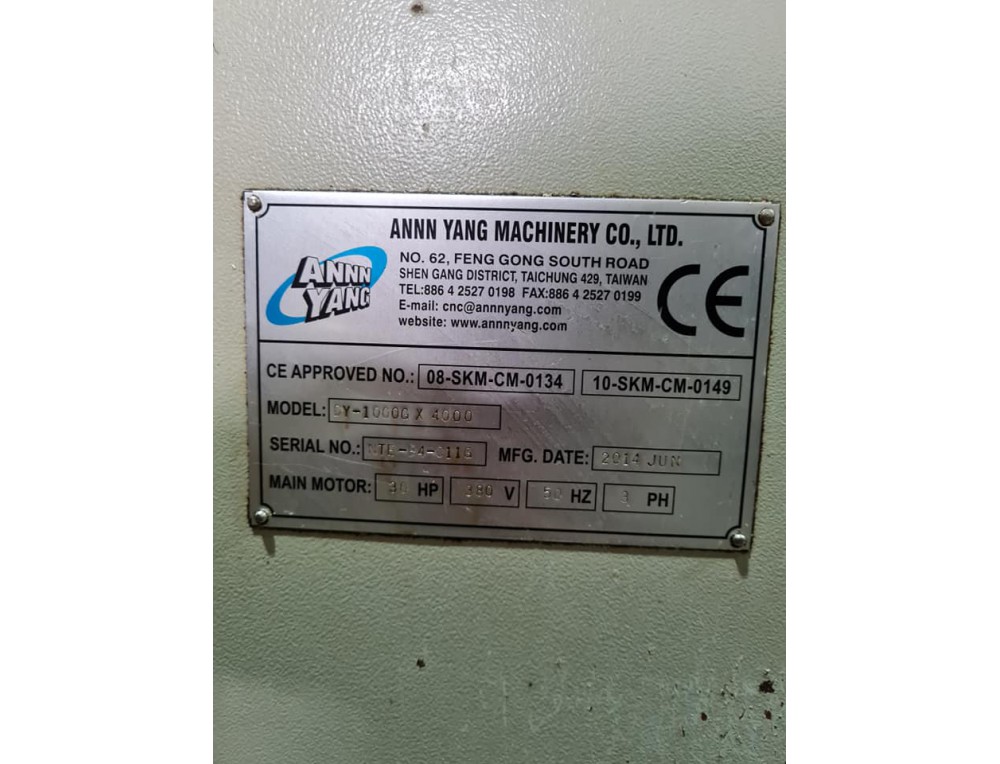 ANNN YANG MACHINERY CO., LTD.
ANNN
YANG
NO. 62, FENG GONG SOUTH ROAD
SHEN GANG DISTRICT, TAICHUNG 429, TAIWAN
TEL:886 4 2527 0198 FAX:886 4 2527 0199
E-mail: cnc@annnyang.com
website: www.annnyang.com
CE
CE APPROVED NO.: 08-SKM-CM-0134 10-SKM-CM-0149
MODEL: X 4000
SERIAL NO.: MFG. DATE: 2014 JUN
MAIN MOTOR: HP 380 V 50 HZ 3 PH